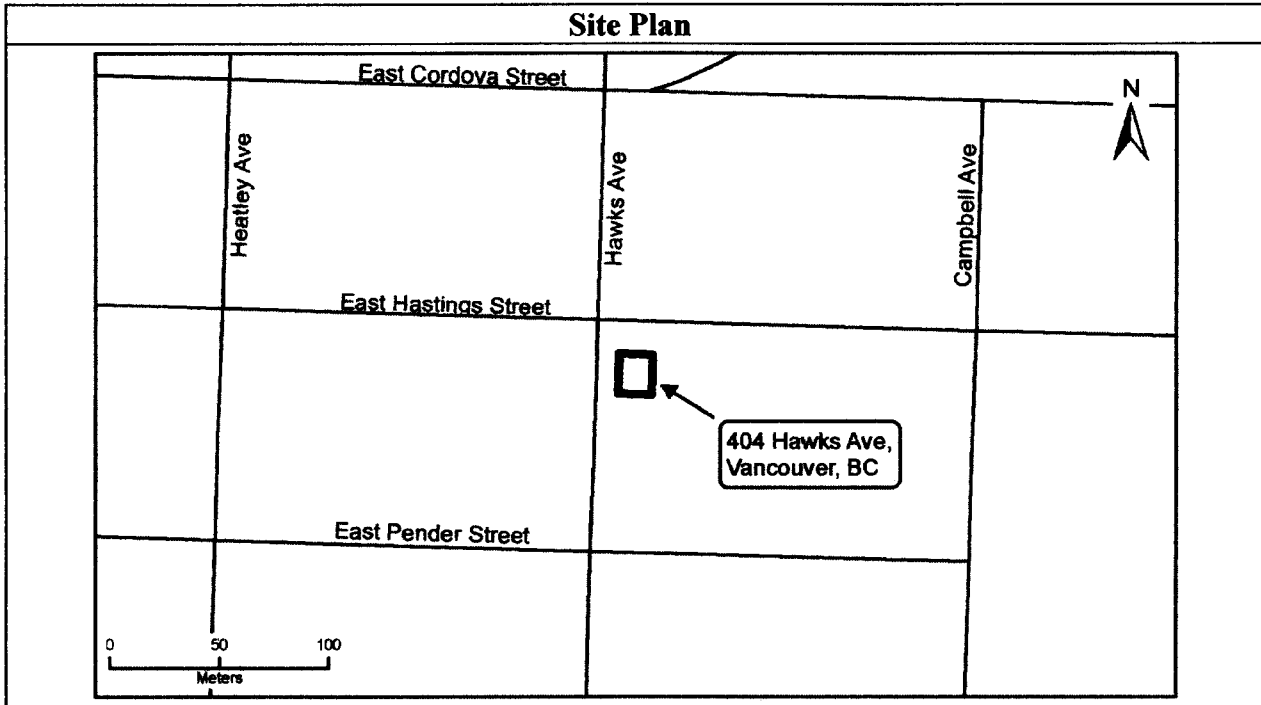 Site Plan
East Cordova Street
N
Heatley Ave
Hawks Ave
Campbell Ave
East Hastings Street
404 Hawks Ave,
Vancouver, BC
East Pender Street
0 50 100
Meters